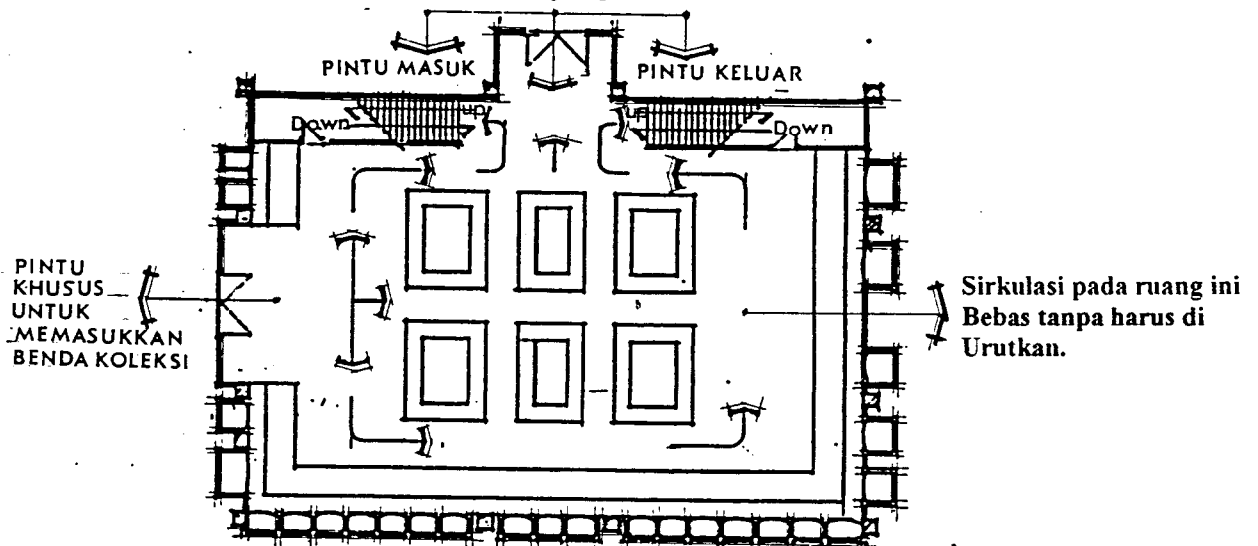 PINTU MASUK
PINTU KELUAR
up
up
Down
Down
PINTU
KHUSUS
UNTUK
MEMASUKKAN
BENDA KOLEKSI
Sirkulasi pada ruang ini
Bebas tanpa harus di
Urutkan.